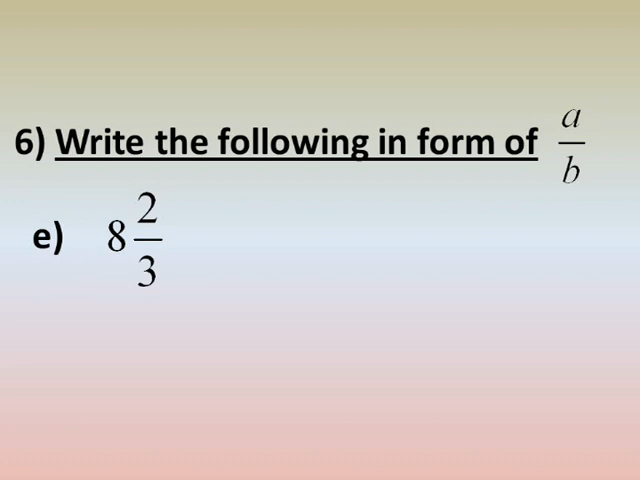 6) Write the following in form of a/b
e) 8 2/3